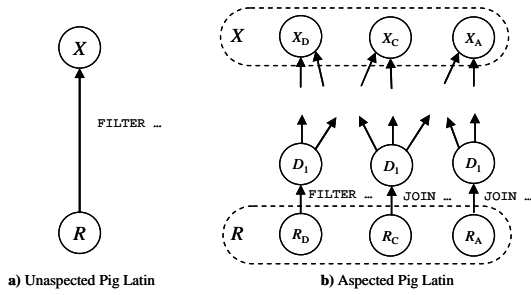 X
FILTER …
R
a) Unaspected Pig Latin
X X_D X_C X_A
D_1 D_1 D_1
FILTER … JOIN … JOIN …
R R_D R_C R_A
b) Aspected Pig Latin